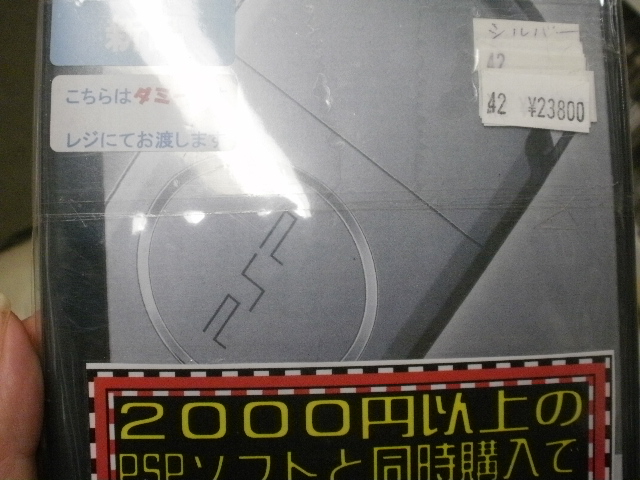 シルバー
42
42 ¥23800
こちらはダミー
レジにてお渡します
PSP
2000円以上の
PSPソフトと同時購入で